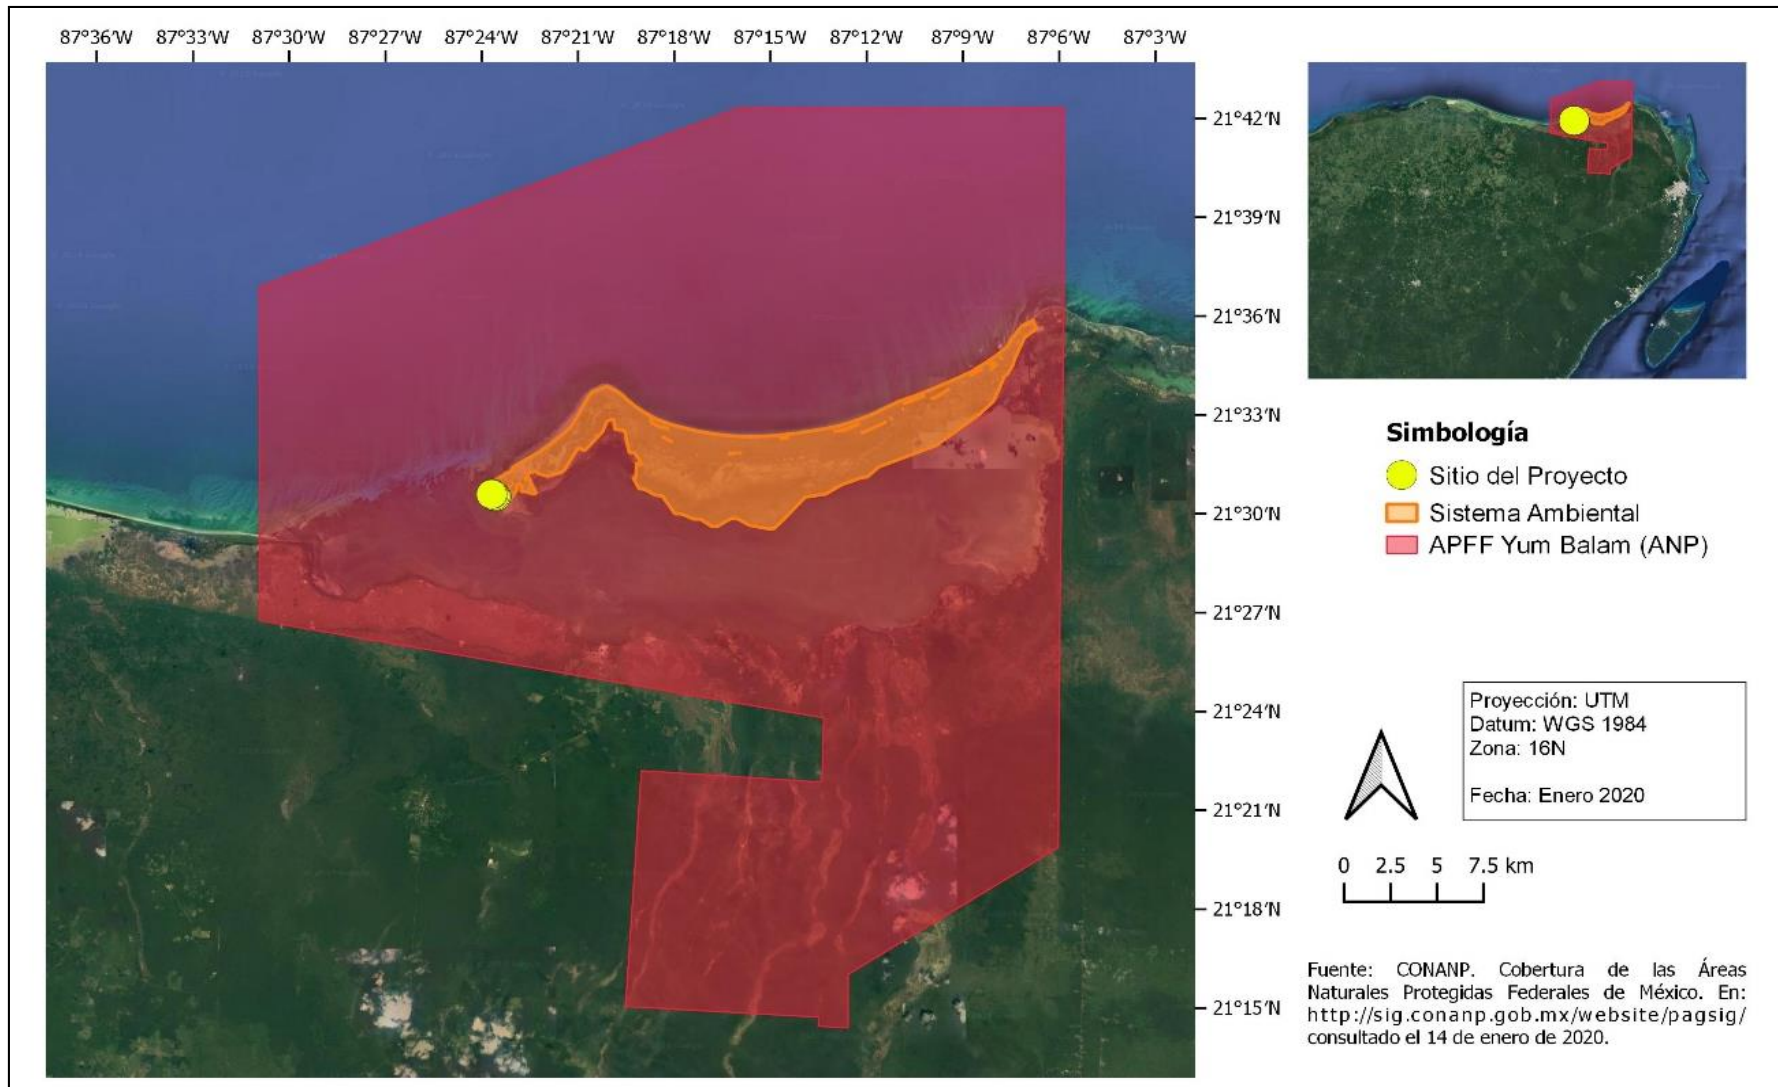 87°36′W 87°33′W 87°30′W 87°27′W 87°24′W 87°21′W 87°18′W 87°15′W 87°12′W 87°9′W 87°6′W 87°3′W
21°42′N
21°39′N
21°36′N
21°33′N
21°30′N
21°27′N
21°24′N
21°21′N
21°18′N
21°15′N
Simbología
Sitio del Proyecto
Sistema Ambiental
APFF Yum Balam (ANP)
Proyección: UTM
Datum: WGS 1984
Zona: 16N
Fecha: Enero 2020
0 2.5 5 7.5 km
Fuente: CONANP. Cobertura de las Áreas
Naturales Protegidas Federales de México. En:
http://sig.conanp.gob.mx/website/pagsig/
consultado el 14 de enero de 2020.